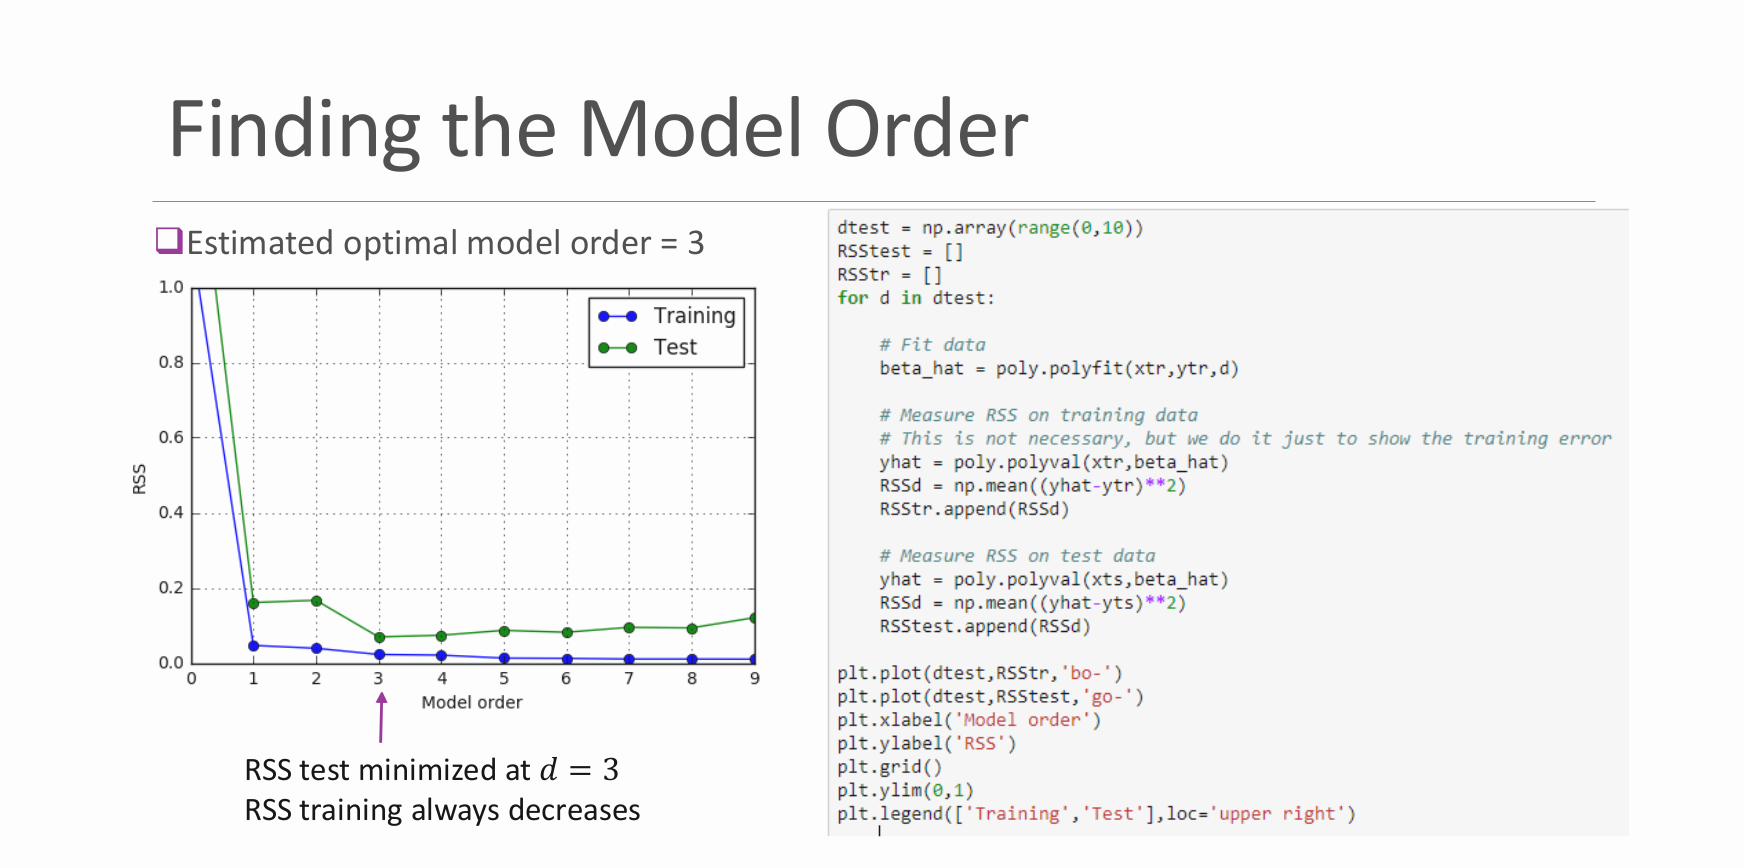 Finding the Model Order
Estimated optimal model order = 3
1.0
0.8
0.6
0.4
0.2
0.0
RSS
Training
Test
0 1 2 3 4 5 6 7 8 9
Model order
RSS test minimized at d = 3
RSS training always decreases
dtest = np.array(range(0,10))
RSStest = []
RSStr = []
for d in dtest:
    # Fit data
    beta_hat = poly.polyfit(xtr,ytr,d)
    # Measure RSS on training data
    # This is not necessary, but we do it just to show the training error
    yhat = poly.polyval(xtr,beta_hat)
    RSSd = np.mean((yhat-ytr)**2)
    RSStr.append(RSSd)
    # Measure RSS on test data
    yhat = poly.polyval(xts,beta_hat)
    RSSd = np.mean((yhat-yts)**2)
    RSStest.append(RSSd)
plt.plot(dtest,RSStr,'bo-')
plt.plot(dtest,RSStest,'go-')
plt.xlabel('Model order')
plt.ylabel('RSS')
plt.grid()
plt.ylim(0,1)
plt.legend(['Training','Test'],loc='upper right')